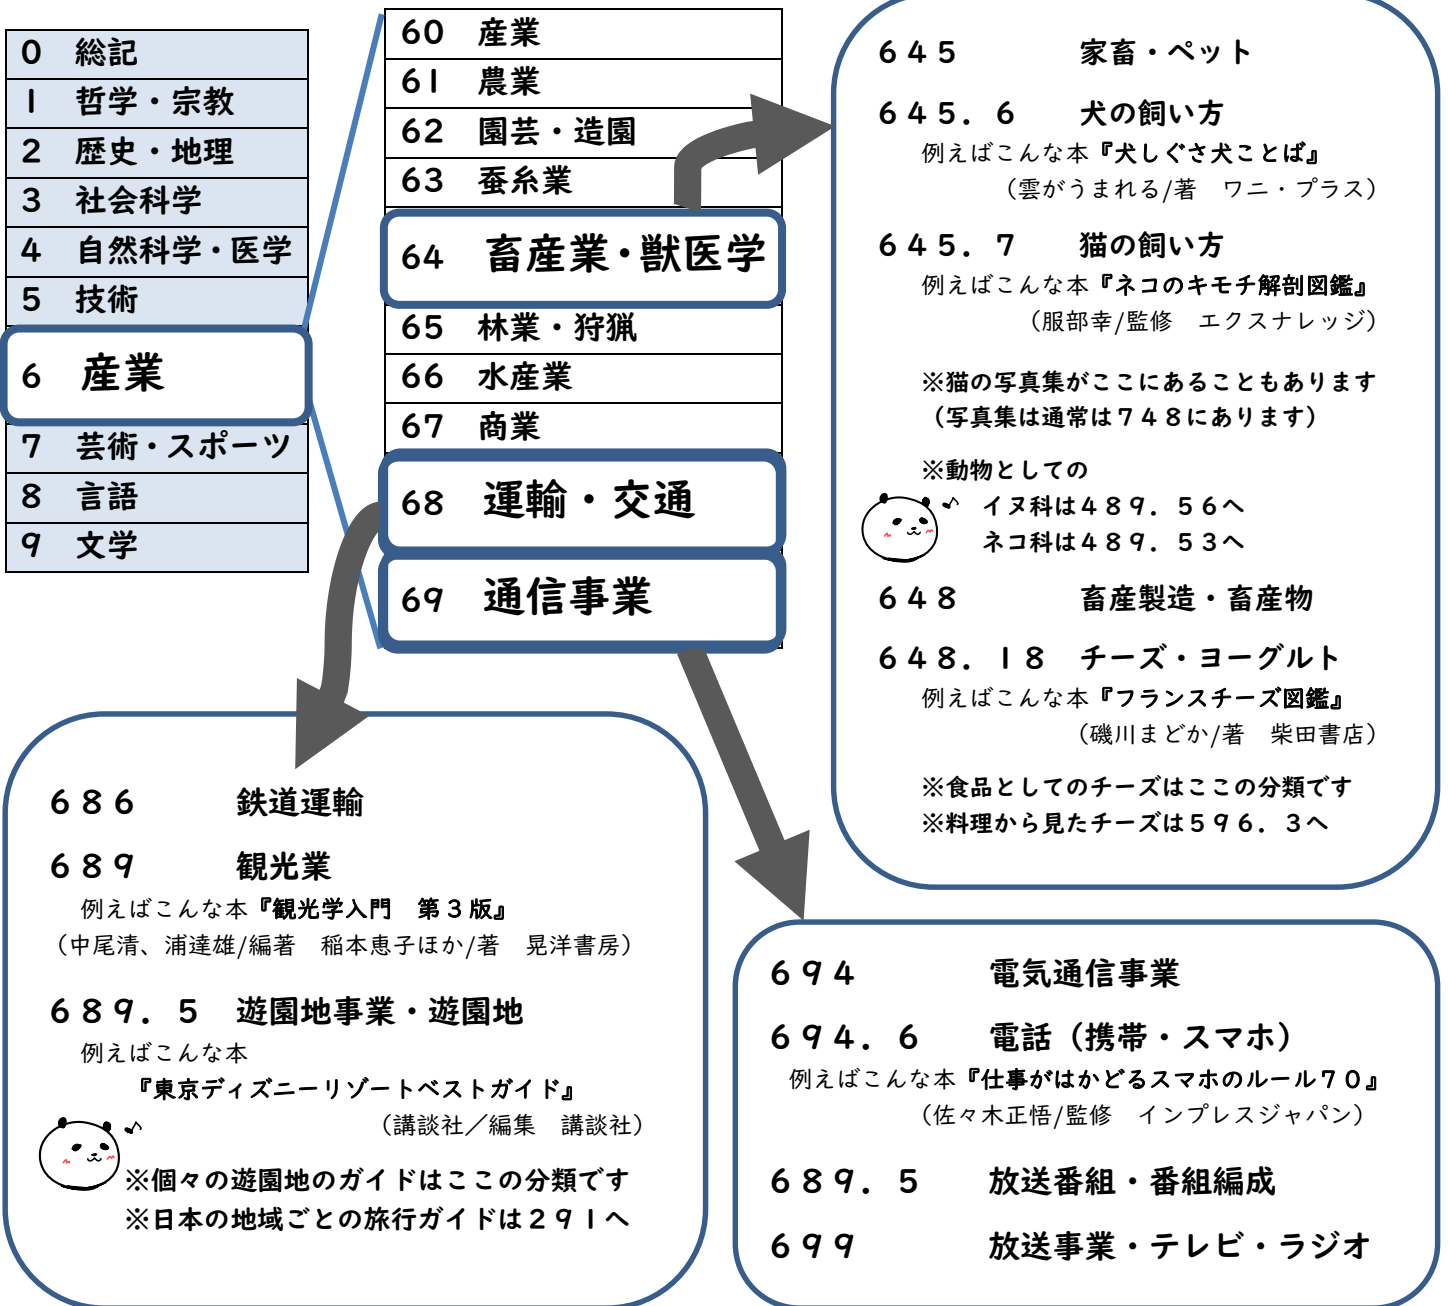 0 総記
1 哲学・宗教
2 歴史・地理
3 社会科学
4 自然科学・医学
5 技術
6 産業
7 芸術・スポーツ
8 言語
9 文学
60 産業
61 農業
62 園芸・造園
63 蚕糸業
64 畜産業・獣医学
65 林業・狩猟
66 水産業
67 商業
68 運輸・交通
69 通信事業
645 家畜・ペット
645.6 犬の飼い方
例えばこんな本『犬しぐさ犬ことば』
(雲がうまれる/著 ワニ・プラス)
645.7 猫の飼い方
例えばこんな本『ネコのキモチ解剖図鑑』
(服部幸/監修 エクスナレッジ)
※猫の写真集がここにあることもあります
(写真集は通常は748にあります)
※動物としての
イヌ科は489.56へ
ネコ科は489.53へ
648 畜産製造・畜産物
648.18 チーズ・ヨーグルト
例えばこんな本『フランスチーズ図鑑』
(磯川まどか/著 柴田書店)
※食品としてのチーズはここの分類です
※料理から見たチーズは596.3へ
686 鉄道運輸
689 観光業
例えばこんな本『観光学入門 第3版』
(中尾清、浦達雄/編著 稲本恵子ほか/著 晃洋書房)
689.5 遊園地事業・遊園地
例えばこんな本
『東京ディズニーリゾートベストガイド』
(講談社/編集 講談社)
※個々の遊園地のガイドはここの分類です
※日本の地域ごとの旅行ガイドは291へ
694 電気通信事業
694.6 電話(携帯・スマホ)
例えばこんな本『仕事がはかどるスマホのルール70』
(佐々木正悟/監修 インプレスジャパン)
689.5 放送番組・番組編成
699 放送事業・テレビ・ラジオ